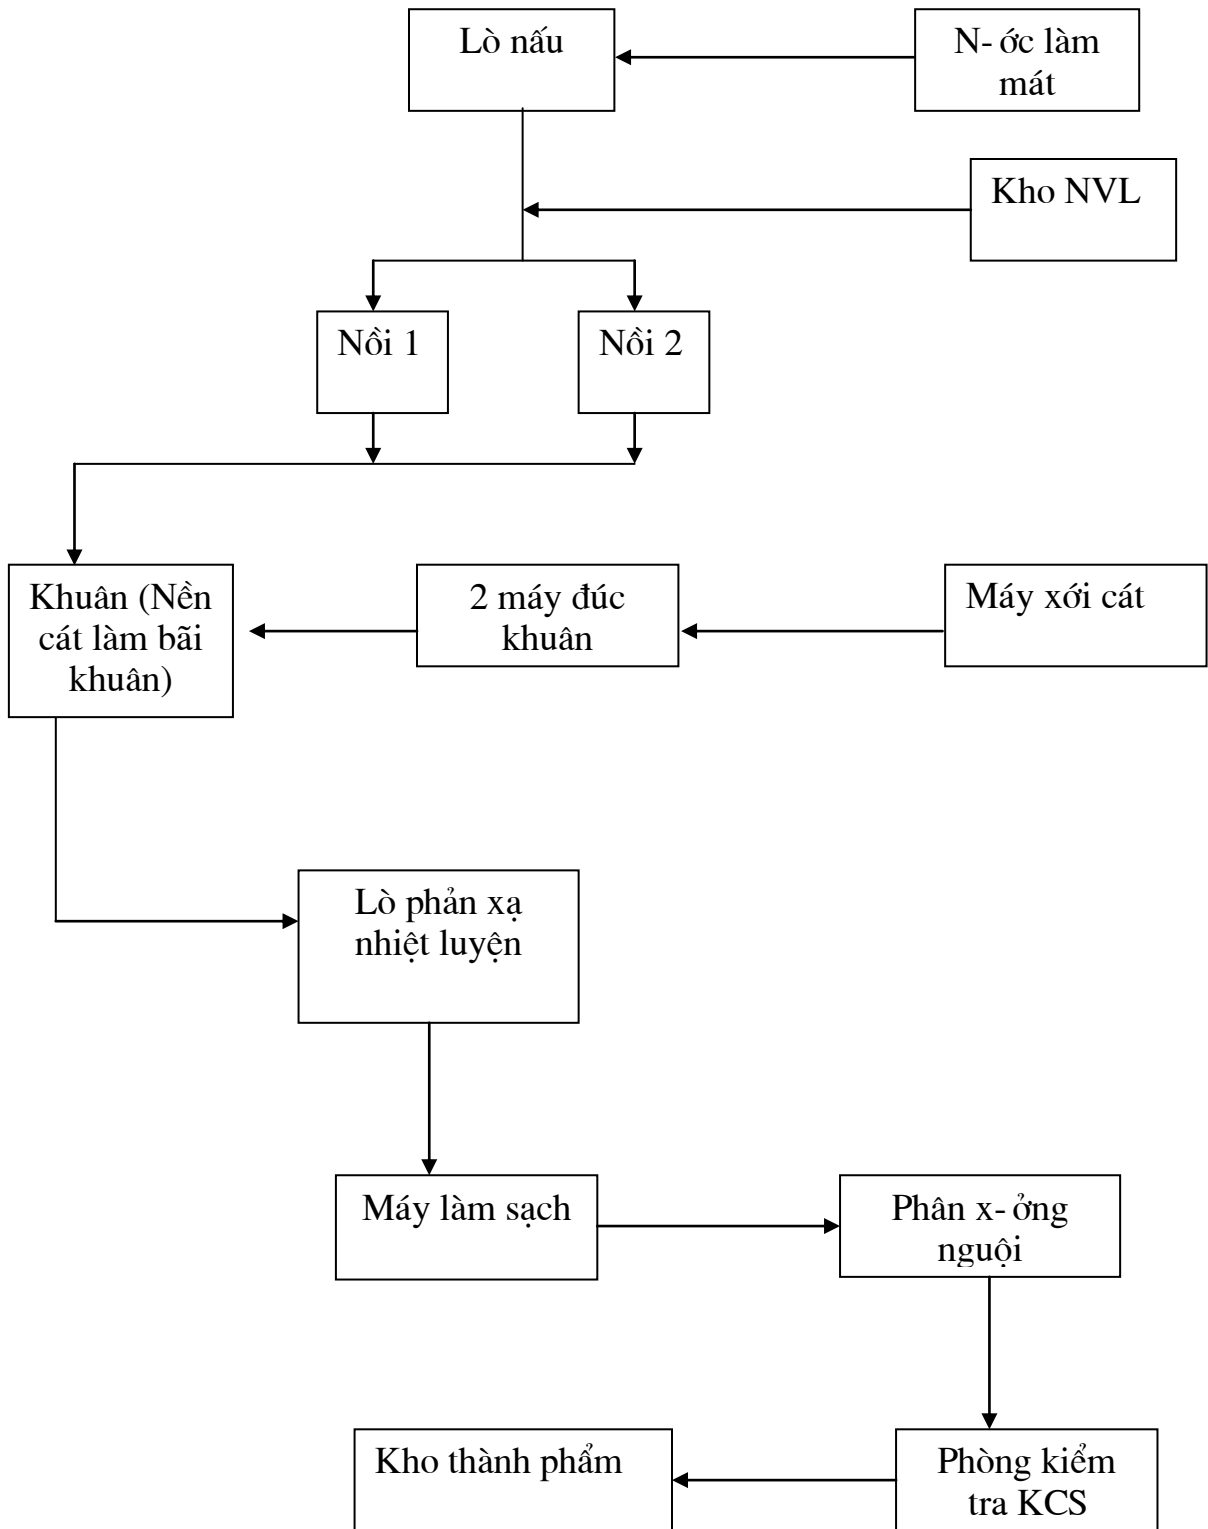 Lò nấu
N- ớc làm
mát
Kho NVL
Nồi 1
Nồi 2
Khuân (Nền
cát làm bãi
khuân)
2 máy đúc
khuân
Máy xới cát
Lò phản xạ
nhiệt luyện
Máy làm sạch
Phân x- ởng
nguội
Kho thành phẩm
Phòng kiểm
tra KCS